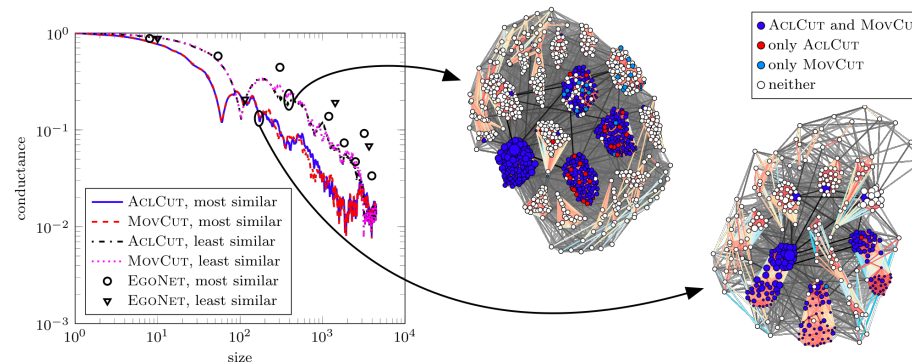 10^0
10^−1
10^−2
10^−3
conductance
10^0
10^1
10^2
10^3
10^4
size
ACLCUT, most similar
MOVCUT, most similar
ACLCUT, least similar
MOVCUT, least similar
EGONET, most similar
EGONET, least similar
ACLCUT and MOVCUT
only ACLCUT
only MOVCUT
neither